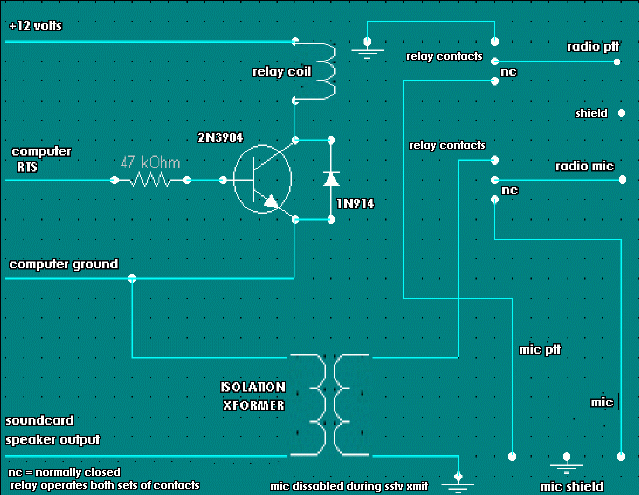 +12 volts
relay coil
relay contacts
radio ptt
nc
shield
2N3904
computer
RTS
47 kOhm
1N914
relay contacts
radio mic
nc
computer ground
mic ptt
ISOLATION
XFORMER
mic
soundcard
speaker output
nc = normally closed
relay operates both sets of contacts
mic dissabled during sstv xmit
mic shield